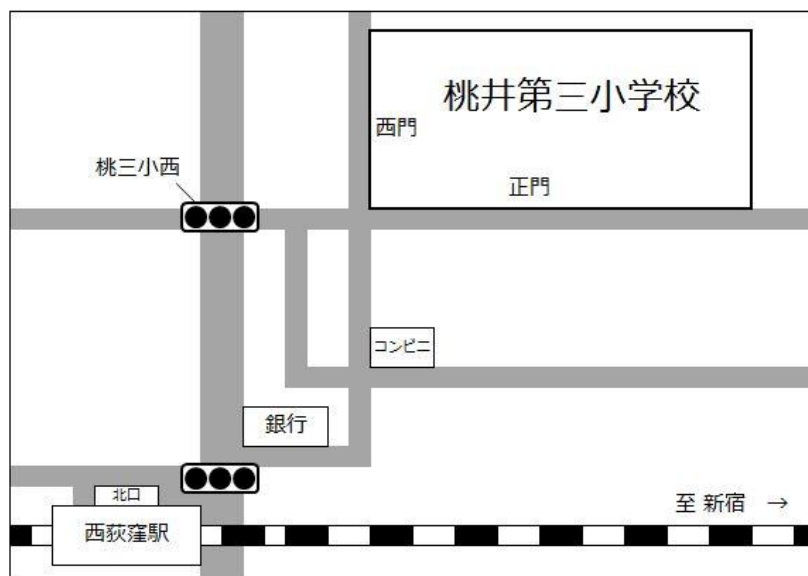 桃井第三小学校
西門
桃三小西
正門
コンビニ
銀行
北口
至 新宿 →
西荻窪駅